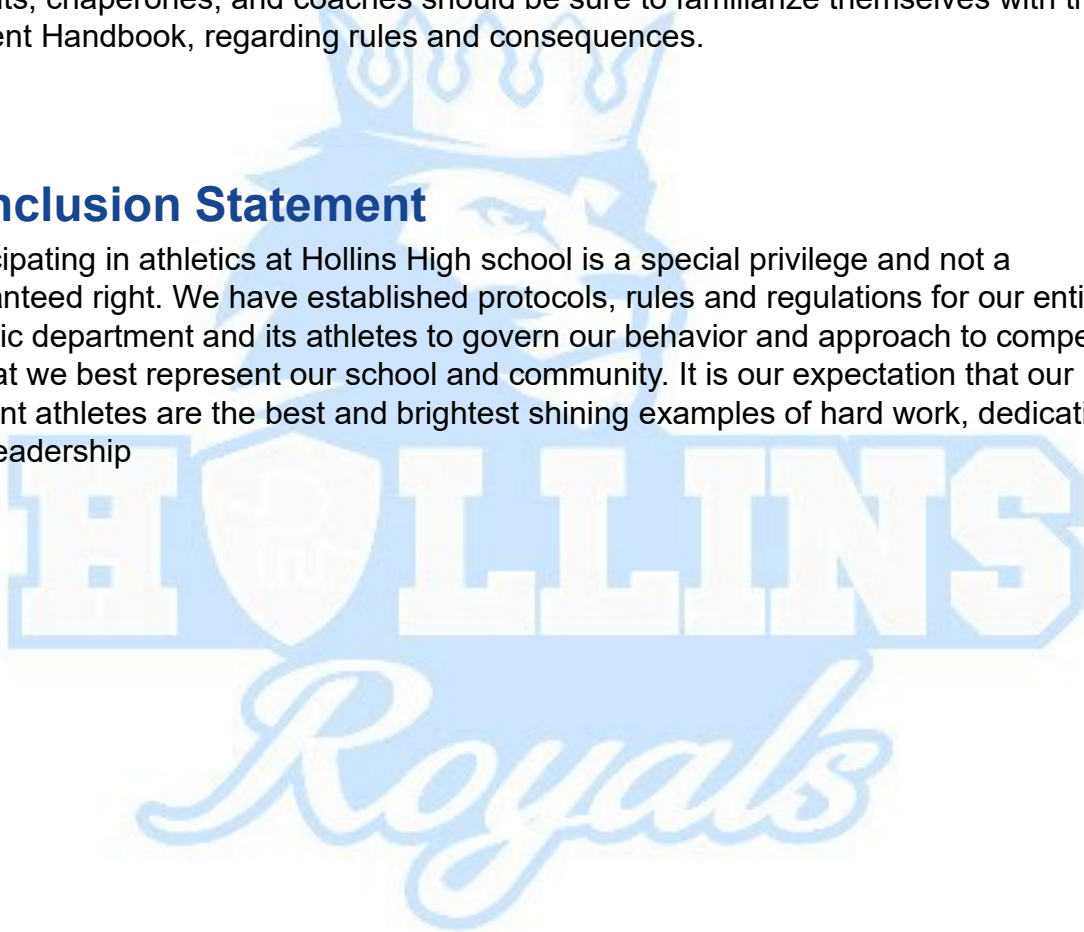 nts, chaperones, and coaches should be sure to familiarize themselves with th
ent Handbook, regarding rules and consequences.
nclusion Statement
cipating in athletics at Hollins High school is a special privilege and not a
anteed right. We have established protocols, rules and regulations for our enti
ic department and its athletes to govern our behavior and approach to compe
at we best represent our school and community. It is our expectation that our
nt athletes are the best and brightest shining examples of hard work, dedicati
eadership
HOLLINS
Royals